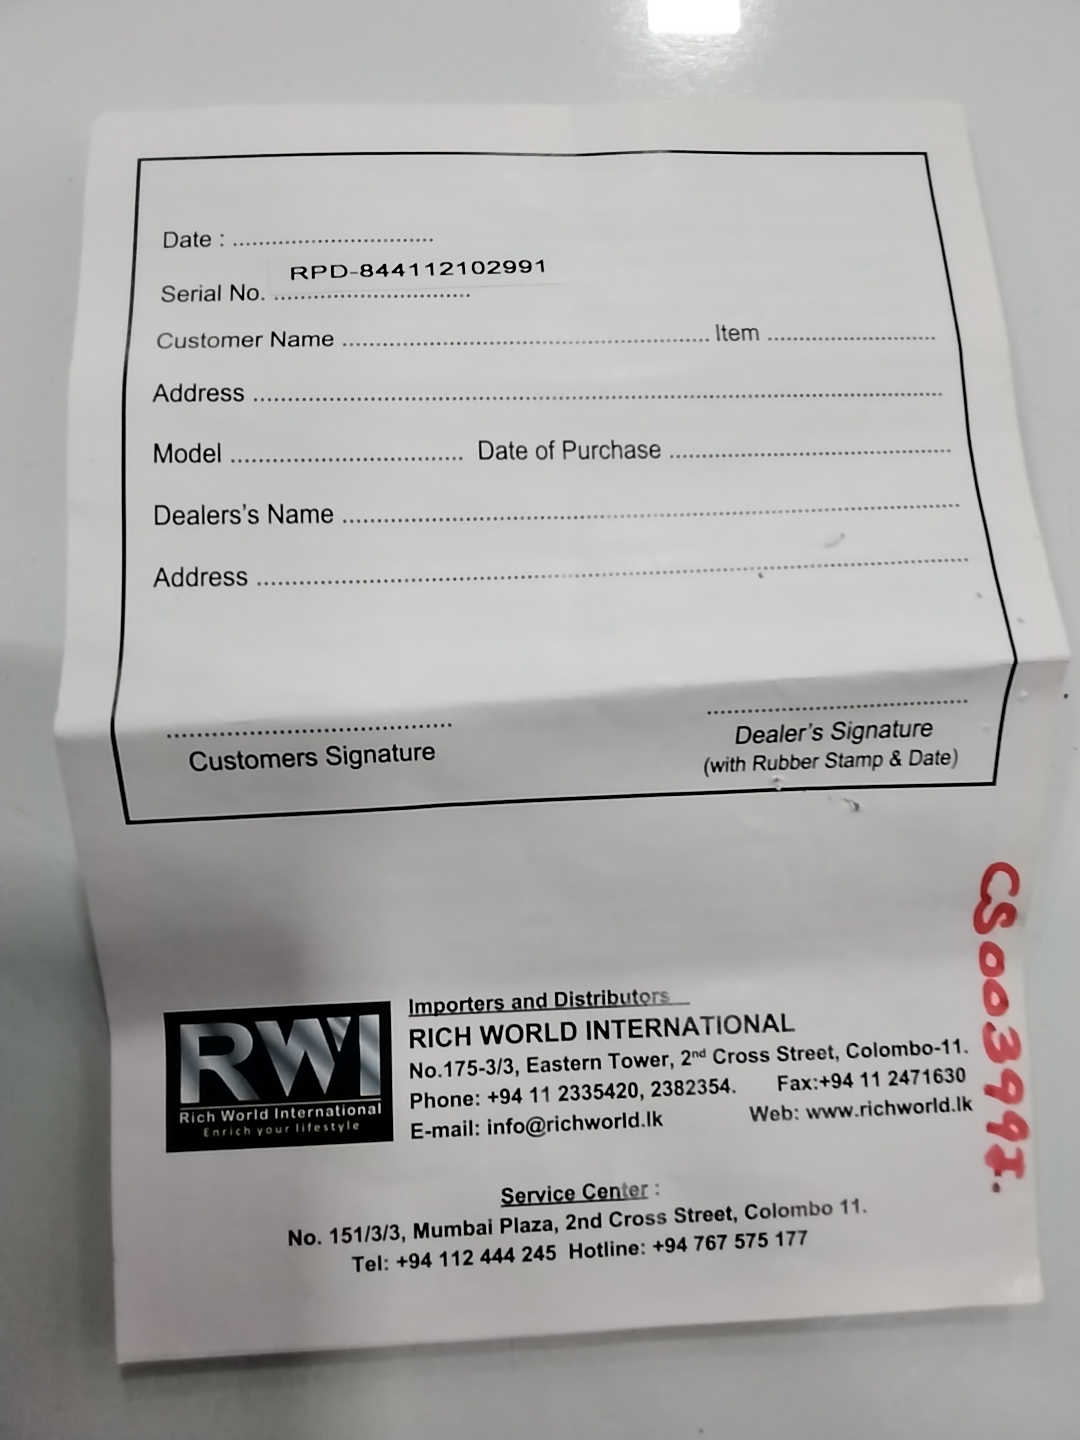 Date : ..................................
RPD-844112102991
Serial No. .................................
Customer Name ............................................................... Item .............................
Address .....................................................................................................................
Model ........................................ Date of Purchase ................................................
Dealers's Name .........................................................................................................
Address .....................................................................................................................
................................................ ............................................
Customers Signature Dealer's Signature
(with Rubber Stamp & Date)
CS003991.
RWI
Rich World International
Enrich your lifestyle
Importers and Distributors
RICH WORLD INTERNATIONAL
No.175-3/3, Eastern Tower, 2nd Cross Street, Colombo-11.
Phone: +94 11 2335420, 2382354. Fax:+94 11 2471630
E-mail: info@richworld.lk Web: www.richworld.lk
Service Center :
No. 151/3/3, Mumbai Plaza, 2nd Cross Street, Colombo 11.
Tel: +94 112 444 245 Hotline: +94 767 575 177